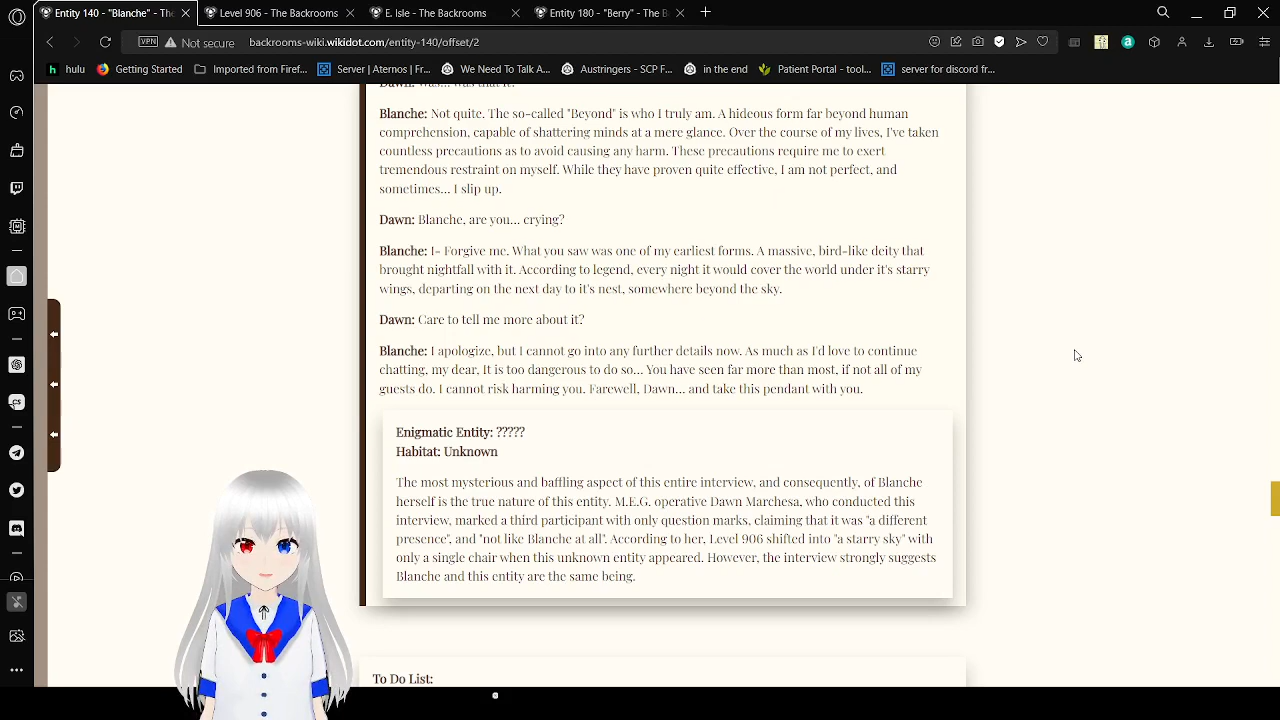 Entity 140 - "Blanche" - The
Level 906 - The Backrooms
E. Isle - The Backrooms
Entity 180 - "Berry" - The B
VPN
Not secure
backrooms-wiki.wikidot.com/entity-140/offset/2
hulu
Getting Started
Imported from Firef...
Server | Aternos | Fr...
We Need To Talk A...
Austringers - SCP F...
in the end
Patient Portal - tool...
server for discord fr...
Dawn: Was... was that it?
Blanche: Not quite. The so-called "Beyond" is who I truly am. A hideous form far beyond human
comprehension, capable of shattering minds at a mere glance. Over the course of my lives, I've taken
countless precautions as to avoid causing any harm. These precautions require me to exert
tremendous restraint on myself. While they have proven quite effective, I am not perfect, and
sometimes... I slip up.
Dawn: Blanche, are you... crying?
Blanche: I- Forgive me. What you saw was one of my earliest forms. A massive, bird-like deity that
brought nightfall with it. According to legend, every night it would cover the world under it's starry
wings, departing on the next day to it's nest, somewhere beyond the sky.
Dawn: Care to tell me more about it?
Blanche: I apologize, but I cannot go into any further details now. As much as I'd love to continue
chatting, my dear, It is too dangerous to do so... You have seen far more than most, if not all of my
guests do. I cannot risk harming you. Farewell, Dawn... and take this pendant with you.
Enigmatic Entity: ?????
Habitat: Unknown
The most mysterious and baffling aspect of this entire interview, and consequently, of Blanche
herself is the true nature of this entity. M.E.G. operative Dawn Marchesa, who conducted this
interview, marked a third participant with only question marks, claiming that it was "a different
presence", and "not like Blanche at all". According to her, Level 906 shifted into "a starry sky" with
only a single chair when this unknown entity appeared. However, the interview strongly suggests
Blanche and this entity are the same being.
To Do List: